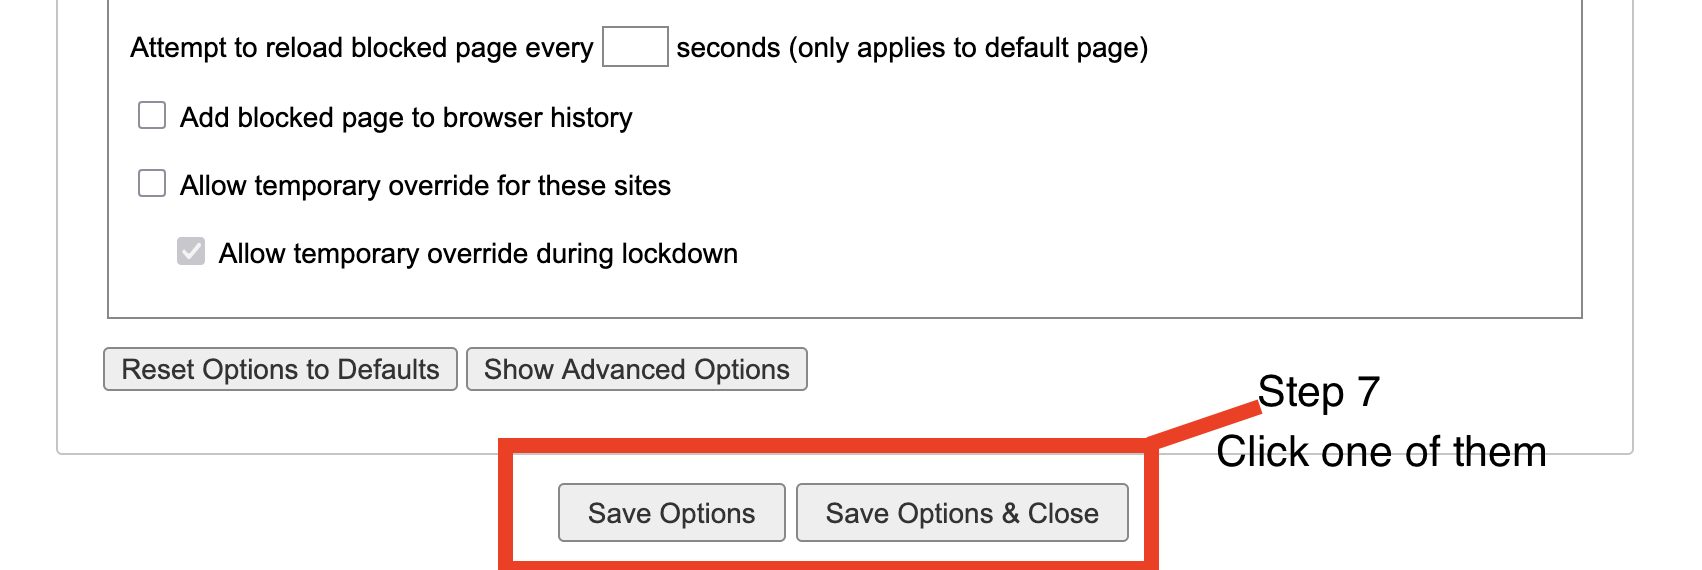 Attempt to reload blocked page every seconds (only applies to default page)
Add blocked page to browser history
Allow temporary override for these sites
Allow temporary override during lockdown
Reset Options to Defaults Show Advanced Options
Step 7
Click one of them
Save Options Save Options & Close